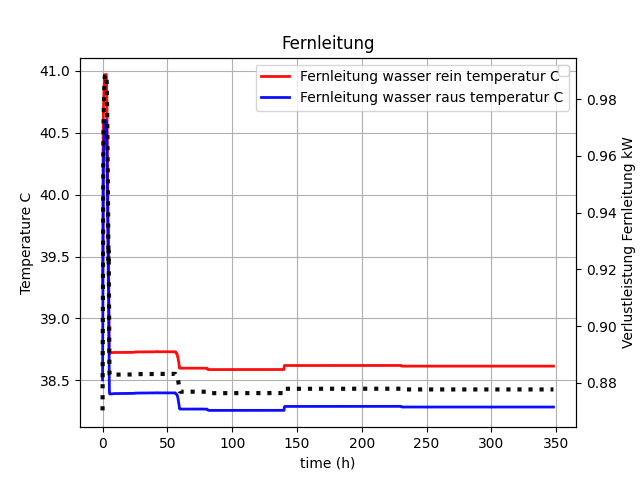 Fernleitung
Fernleitung wasser rein temperatur C
Fernleitung wasser raus temperatur C
41.0
40.5
40.0
39.5
39.0
38.5
Temperature C
0.98
0.96
0.94
0.92
0.90
0.88
Verlustleistung Fernleitung kW
0 50 100 150 200 250 300 350
time (h)